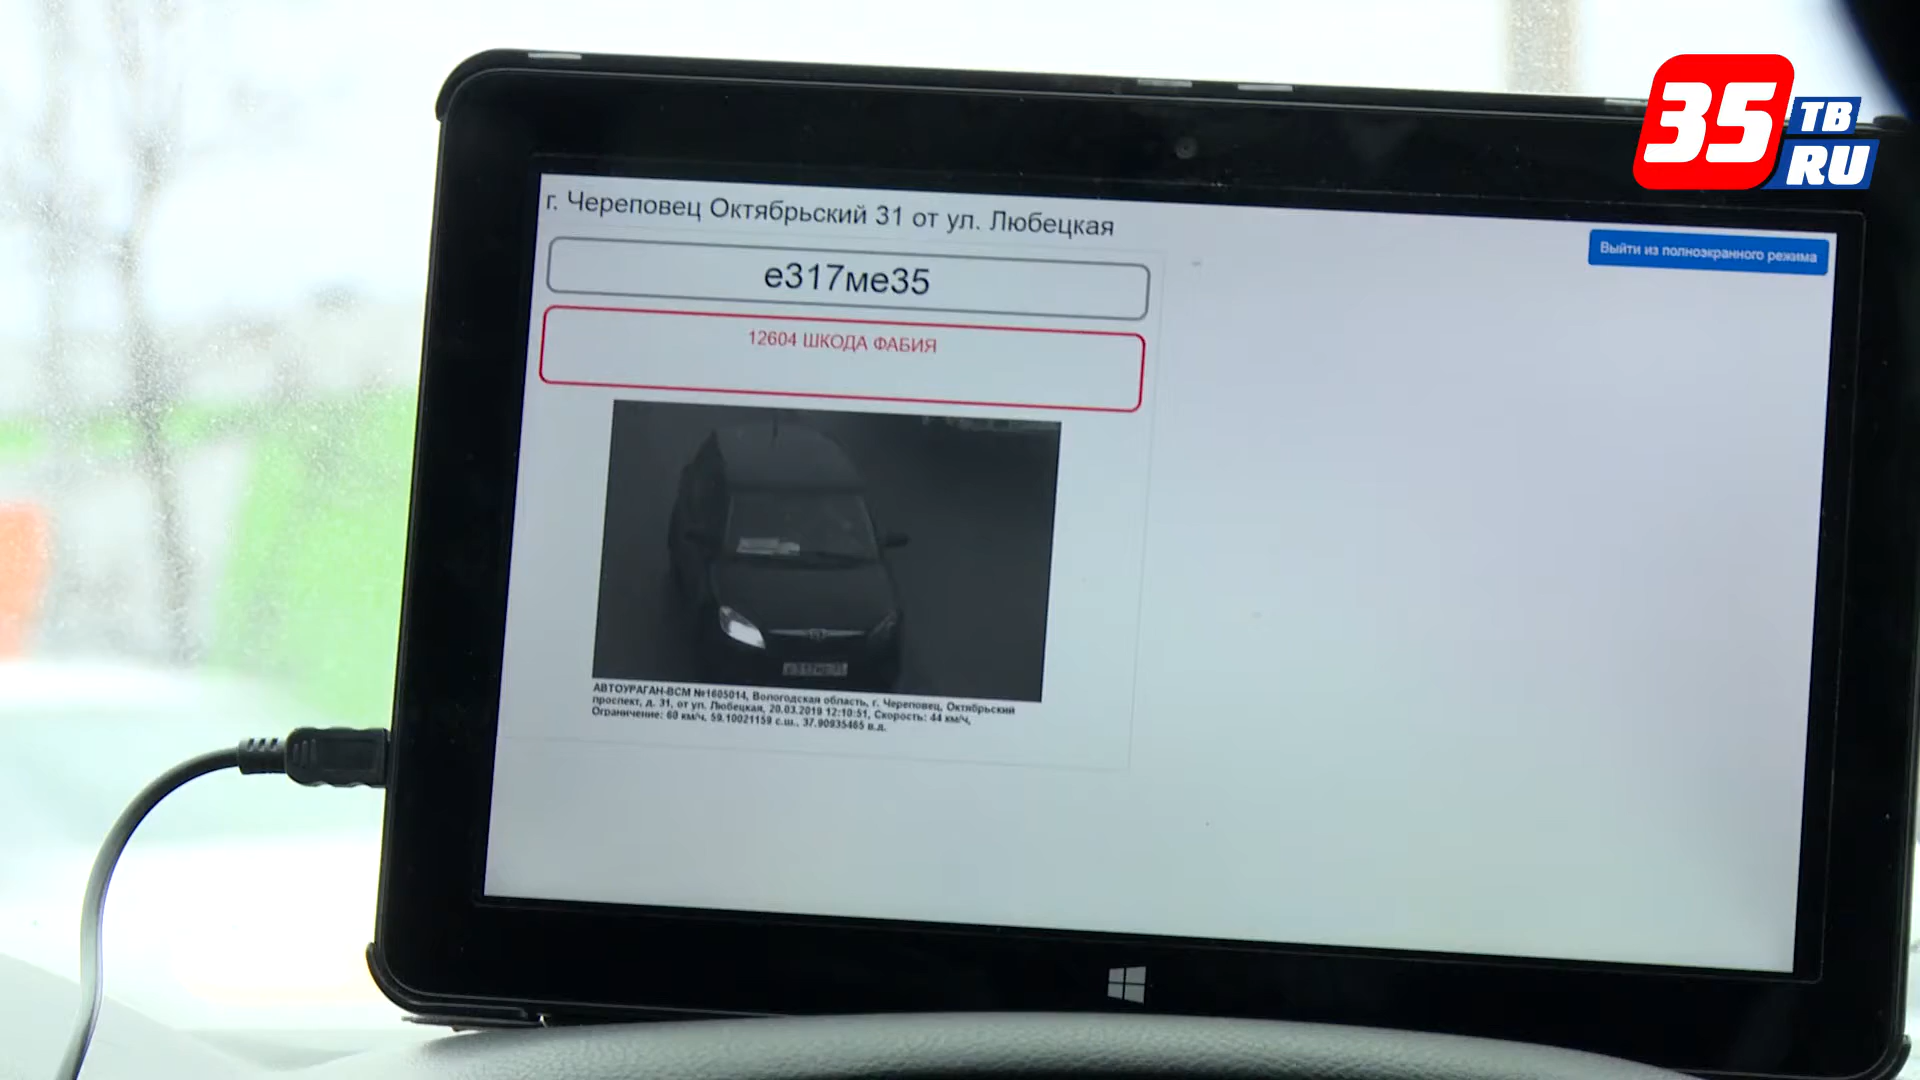 35 ТВ
RU
г. Череповец Октябрьский 31 от ул. Любецкая
Выйти из полноэкранного режима
е317ме35
12604 ШКОДА ФАБИЯ
АВТОУРАГАН-ВСМ №1605014, Вологодская область, г. Череповец, Октябрьский
проспект, д. 31, от ул. Любецкая, 20.03.2019 12:10:51, Скорость: 44 км/ч,
Ограничение: 60 км/ч, 59.10021159 с.ш., 37.90935465 в.д.